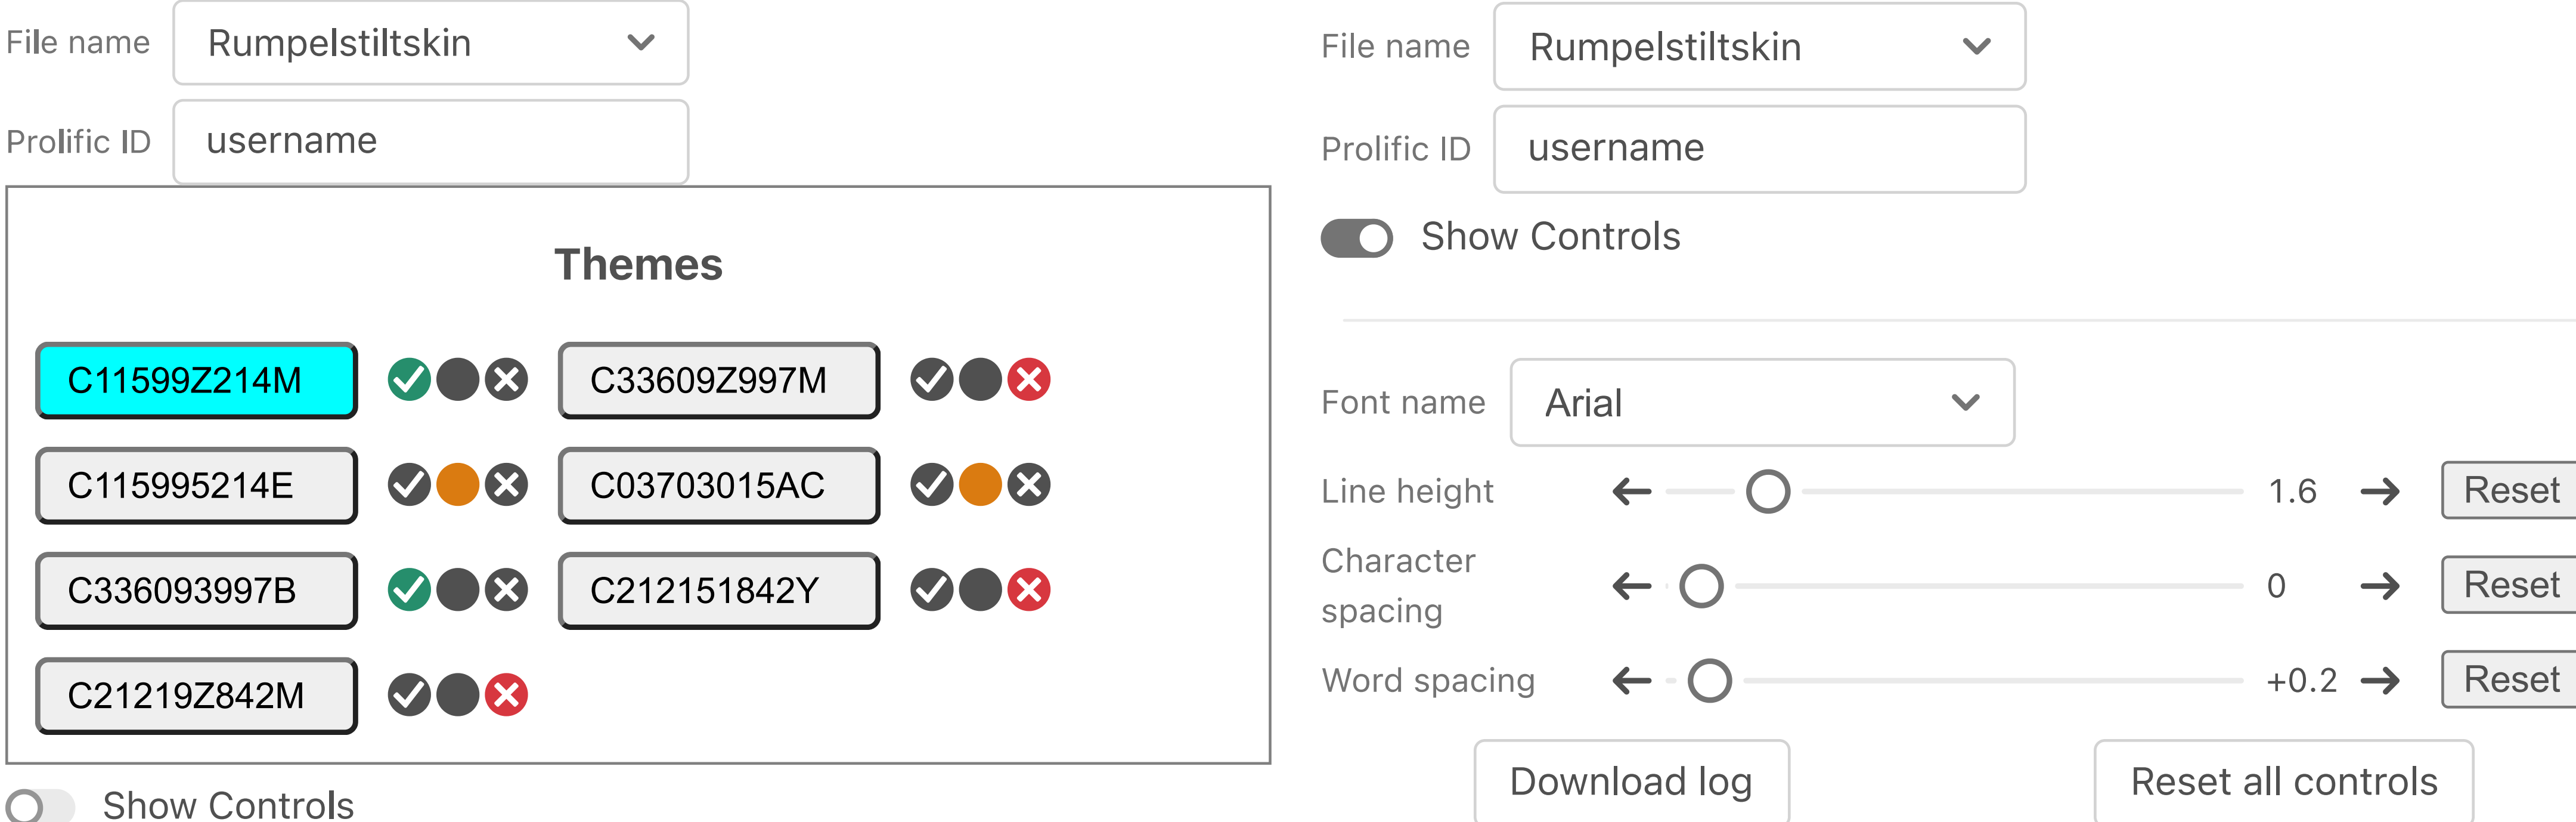 File name Rumpelstiltskin
Prolific ID username
Themes
C11599Z214M C33609Z997M
C115995214E C03703015AC
C336093997B C212151842Y
C21219Z842M
Show Controls
File name Rumpelstiltskin
Prolific ID username
Show Controls
Font name Arial
Line height 1.6 Reset
Character
spacing 0 Reset
Word spacing +0.2 Reset
Download log Reset all controls